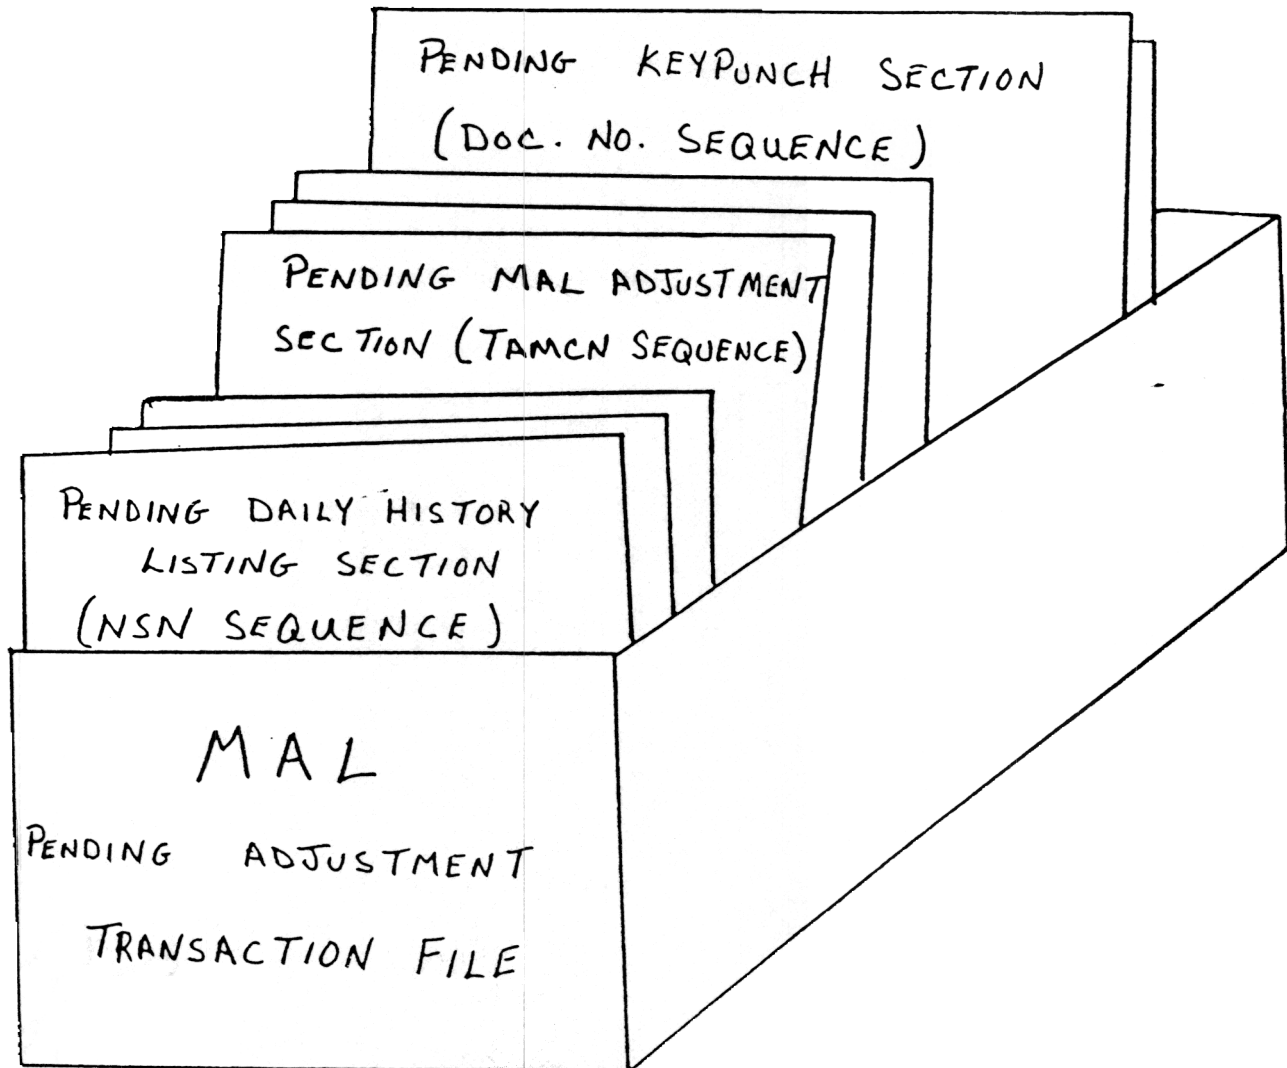 PENDING KEYPUNCH SECTION
(DOC. NO. SEQUENCE)
PENDING MAL ADJUSTMENT
SECTION (TAMCN SEQUENCE)
PENDING DAILY HISTORY
LISTING SECTION
(NSN SEQUENCE)
MAL
PENDING ADJUSTMENT
TRANSACTION FILE